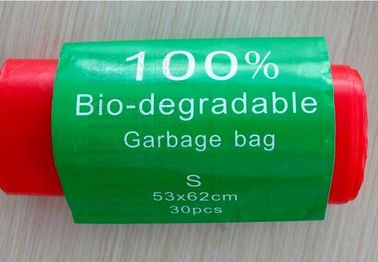 100%
Bio-degradable
Garbage bag
S
53x62cm
30pcs